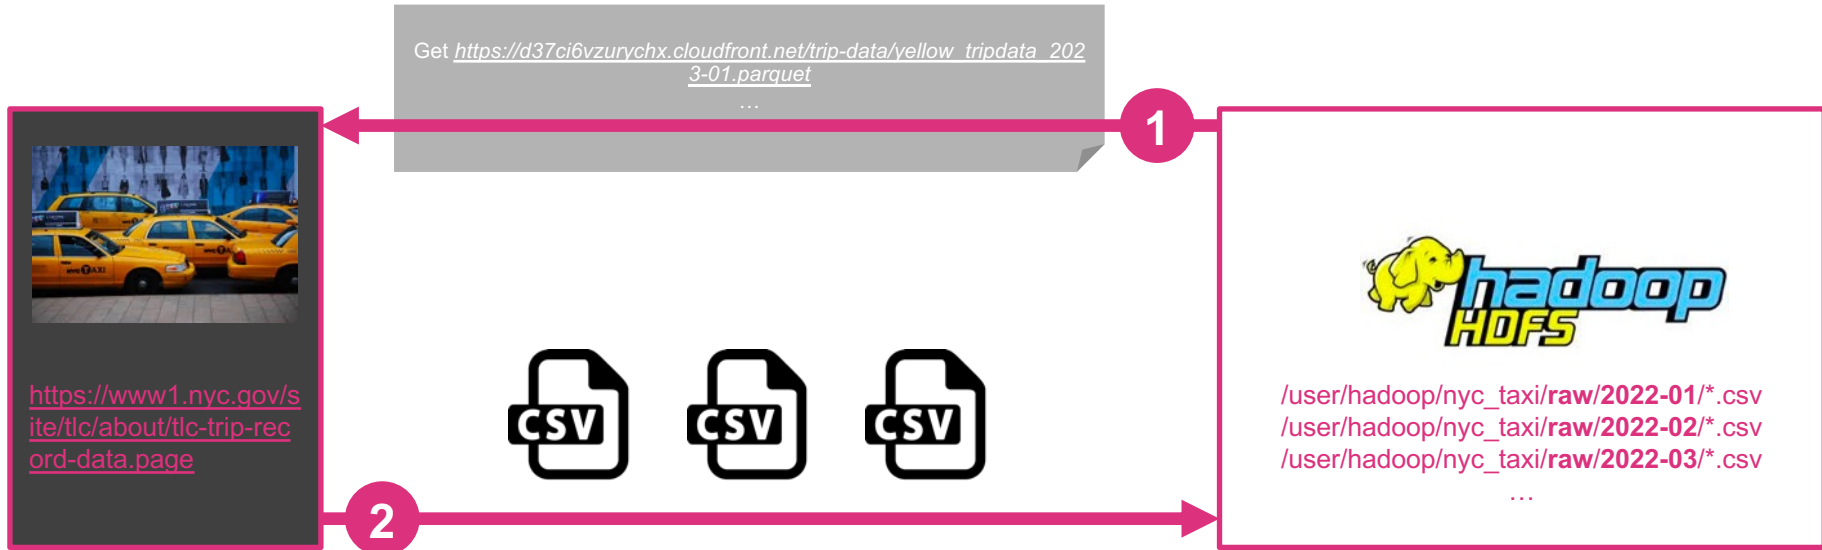 Get https://d37ci6vzurychx.cloudfront.net/trip-data/yellow_tripdata_202
3-01.parquet
…
1
hadoop
HDFS
https://www1.nyc.gov/s
ite/tlc/about/tlc-trip-rec
ord-data.page
CSV CSV CSV
/user/hadoop/nyc_taxi/raw/2022-01/*.csv
/user/hadoop/nyc_taxi/raw/2022-02/*.csv
/user/hadoop/nyc_taxi/raw/2022-03/*.csv
…
2